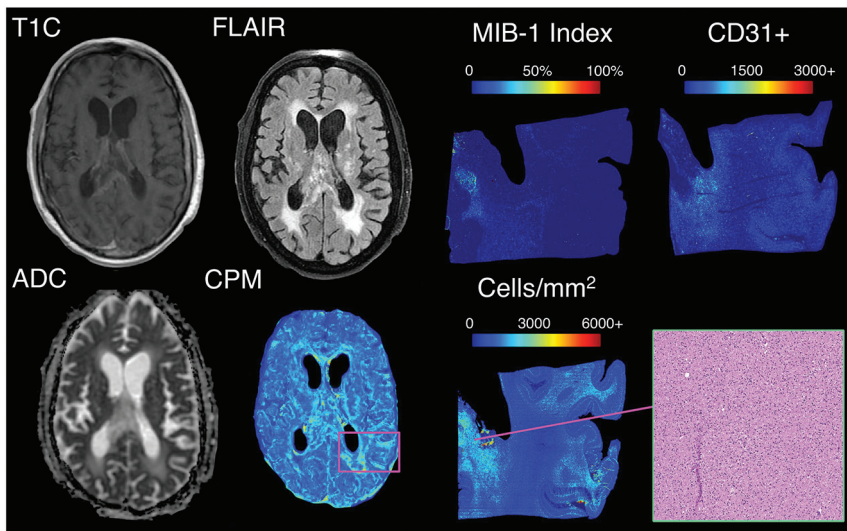 T1C
FLAIR
MIB-1 Index
CD31+
0 50% 100%
0 1500 3000+
ADC
CPM
Cells/mm²
0 3000 6000+